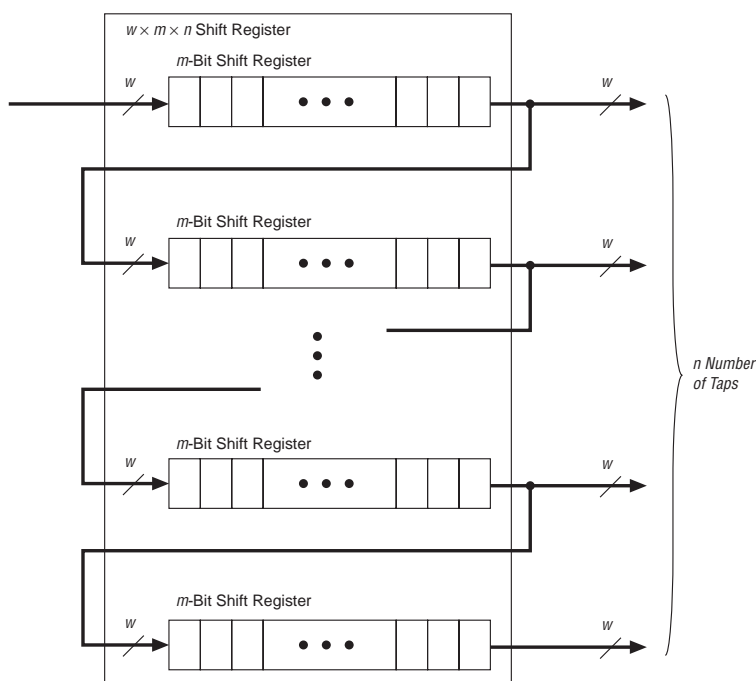 w × m × n Shift Register
m-Bit Shift Register
w
w
m-Bit Shift Register
w
w
n Number
of Taps
m-Bit Shift Register
w
w
m-Bit Shift Register
w
w